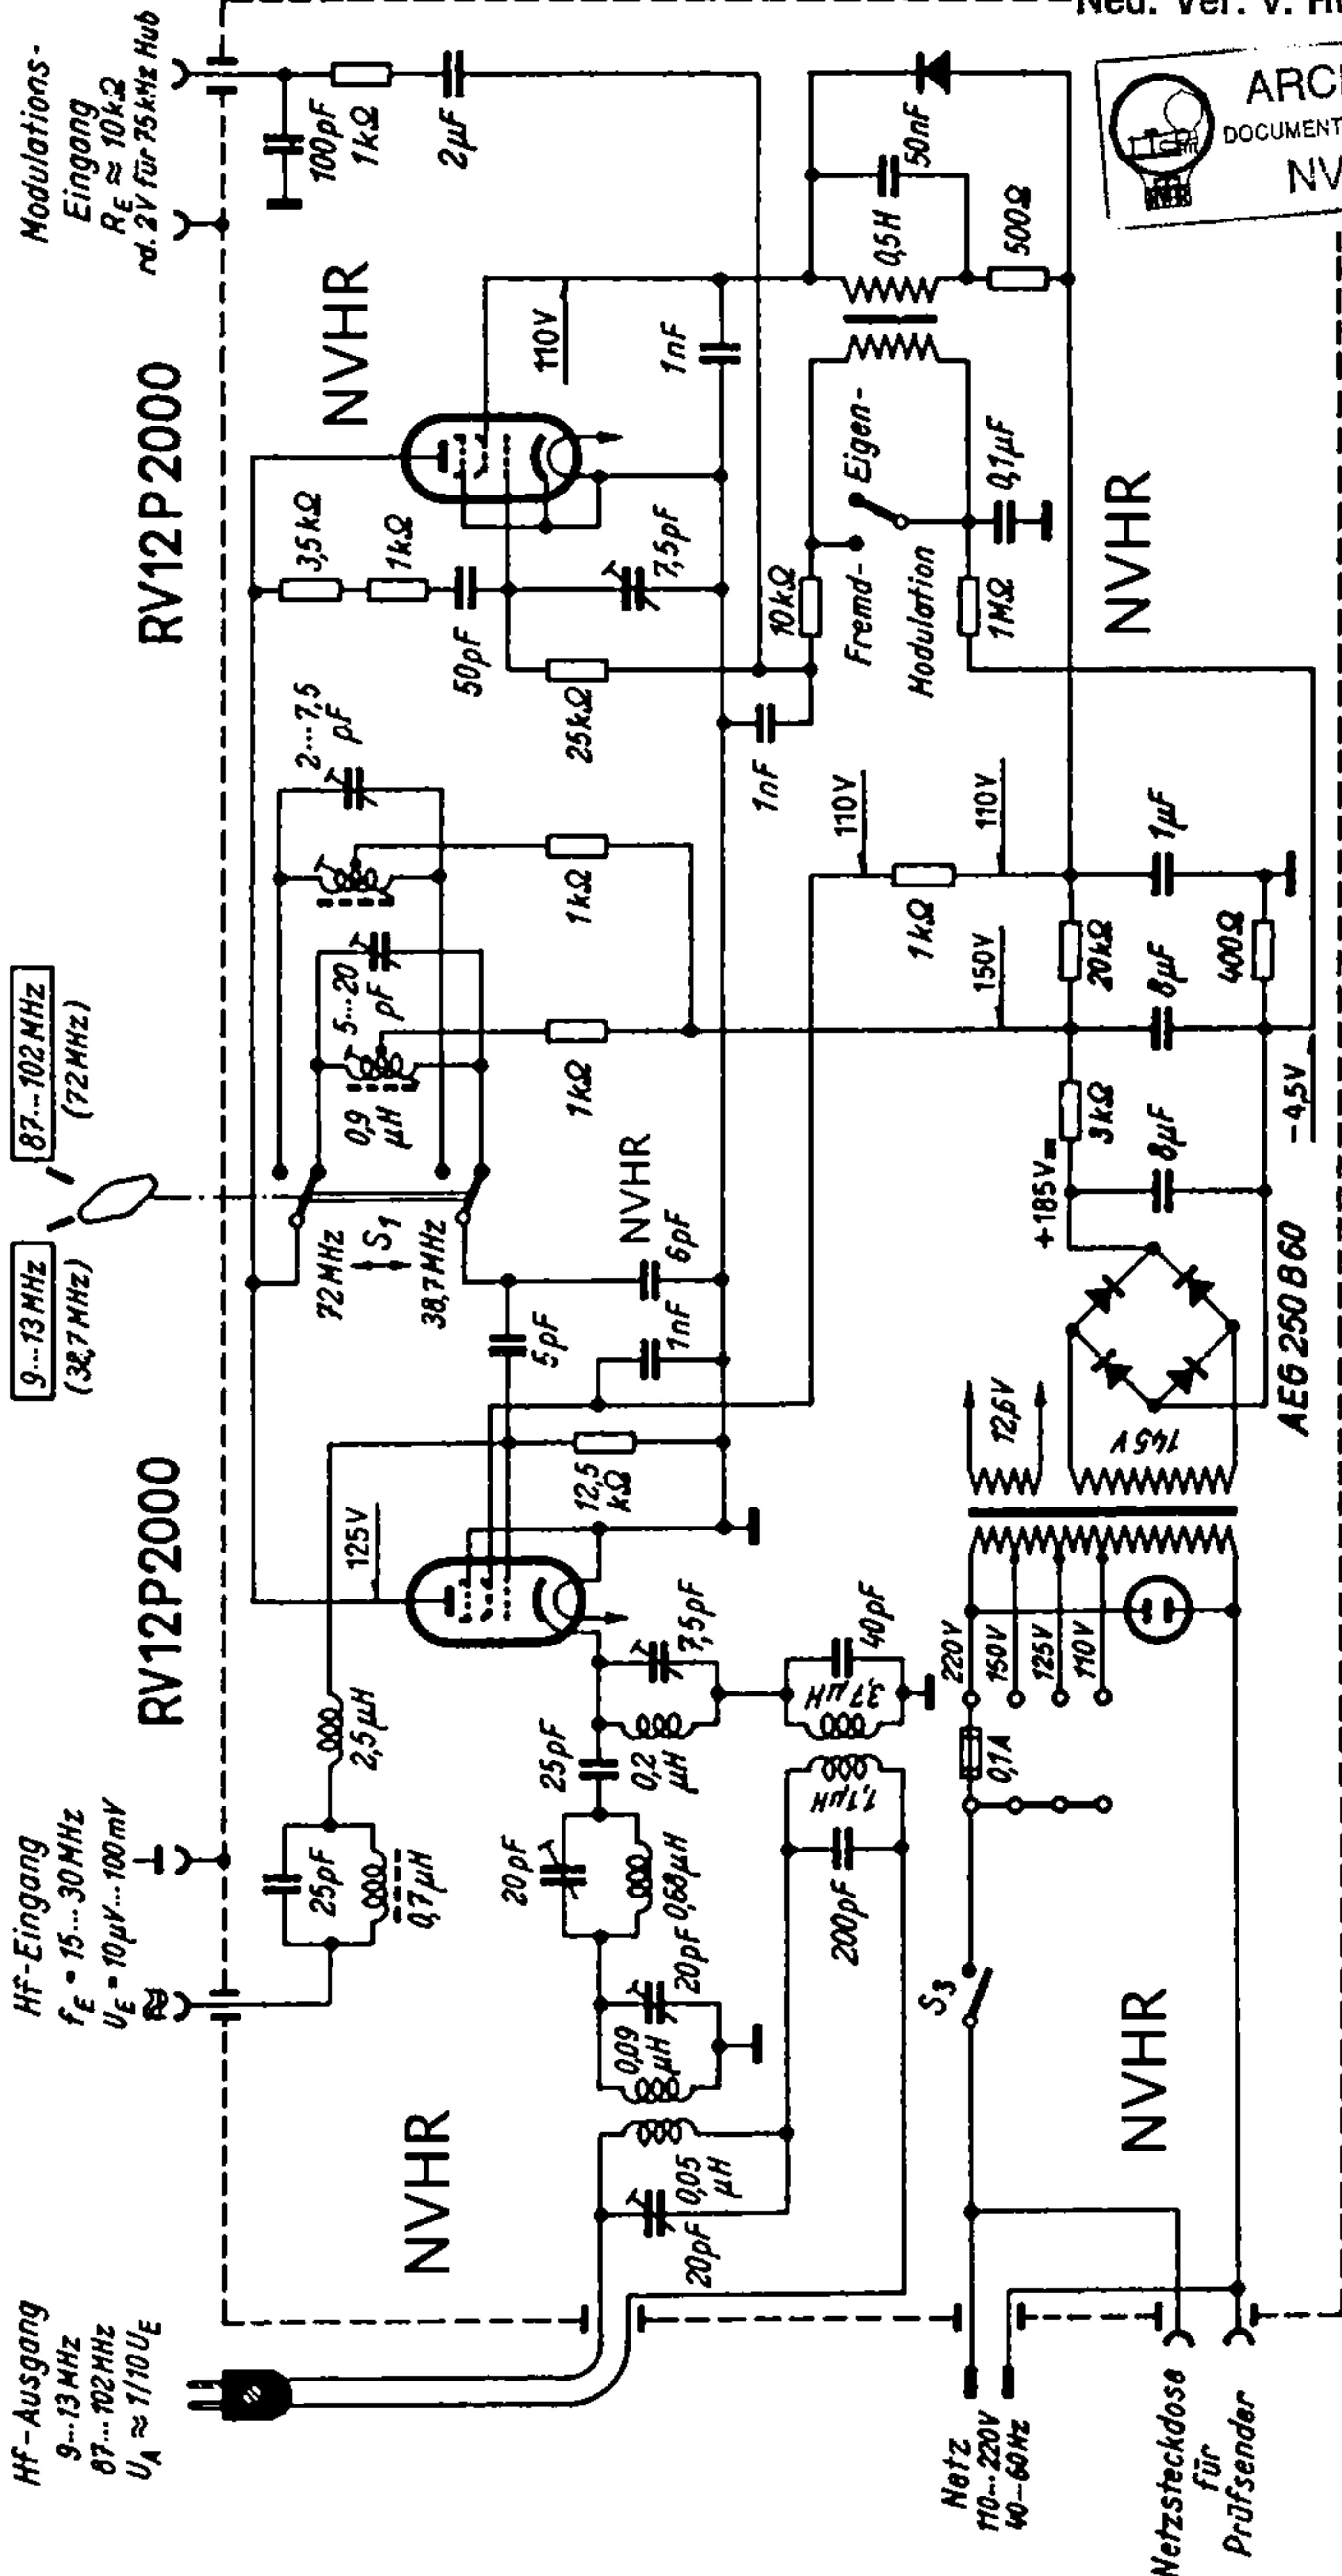 Ned. Ver. v. H
ARC
DOCUMENT
NV
Modulations-
Eingang
R_E ≈ 10kΩ
rd. 2V für 75kHz Hub
100pF
1kΩ
2µF
RV12P2000
NVHR
3,5kΩ
1kΩ
50pF
7,5pF
25kΩ
110V
1nF
50nF
0,5H
500Ω
10kΩ
Fremd-
Eigen-
Modulation
0,1µF
1MΩ
1nF
NVHR
87...102MHz
(72MHz)
9...13MHz
(38,7MHz)
2...7,5
pF
5...20
pF
0,9
µH
1kΩ
1kΩ
72MHz
S1
38,7MHz
NVHR
6pF
5pF
1nF
110V
110V
1kΩ
150V
20kΩ
1µF
8µF
400Ω
3kΩ
8µF
-4,5V
+185V=
AEG 250 B60
12,6V
145V
RV12P2000
125V
12,5
kΩ
2,5µH
25pF
0,7µH
Hf-Eingang
f_E = 15...30MHz
U_E = 10µV...100mV
25pF
7,5pF
0,2
µH
20pF
0,68µH
20pF
0,09
µH
0,05
µH
20pF
40pF
3,7µH
1,1µH
200pF
220V
150V
125V
110V
0,1A
S3
NVHR
NVHR
Hf-Ausgang
9...13MHz
87...102MHz
U_A ≈ 1/10 U_E
Netz
110...220V
40-60Hz
Netzsteckdose
für
Prüfsender